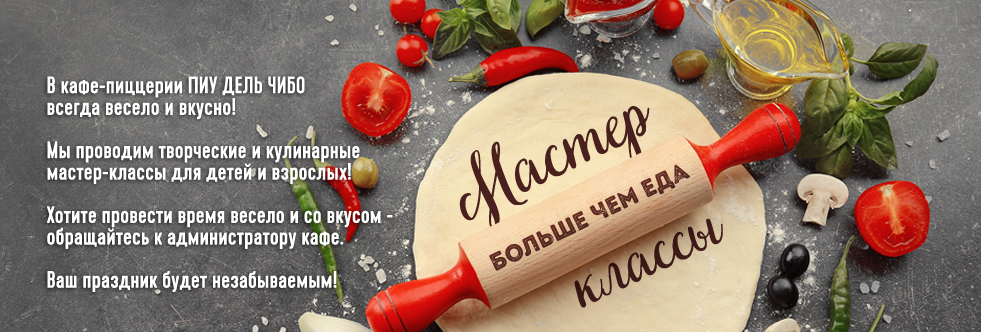 В кафе-пиццерии ПИУ ДЕЛЬ ЧИБО
всегда весело и вкусно!
Мы проводим творческие и кулинарные
мастер-классы для детей и взрослых!
Хотите провести время весело и со вкусом -
обращайтесь к администратору кафе.
Ваш праздник будет незабываемым!
Мастер
БОЛЬШЕ ЧЕМ ЕДА
классы